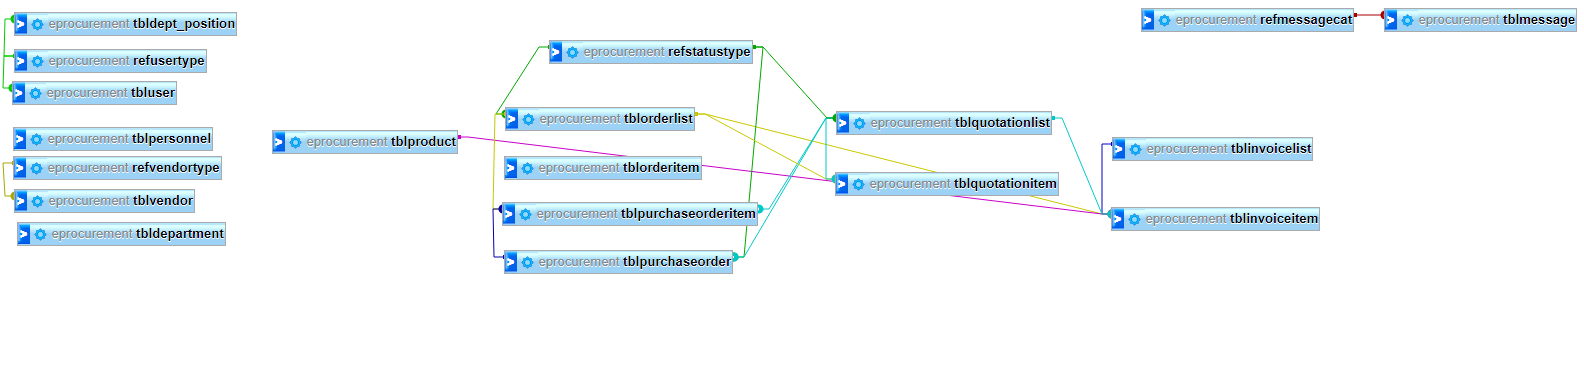 eprocurement tbldept_position
eprocurement refusertype
eprocurement tbluser
eprocurement tblpersonnel
eprocurement refvendortype
eprocurement tblvendor
eprocurement tbldepartment
eprocurement tblproduct
eprocurement refstatustype
eprocurement tblorderlist
eprocurement tblorderitem
eprocurement tblpurchaseorderitem
eprocurement tblpurchaseorder
eprocurement tblquotationlist
eprocurement tblquotationitem
eprocurement refmessagecat
eprocurement tblmessage
eprocurement tblinvoicelist
eprocurement tblinvoiceitem